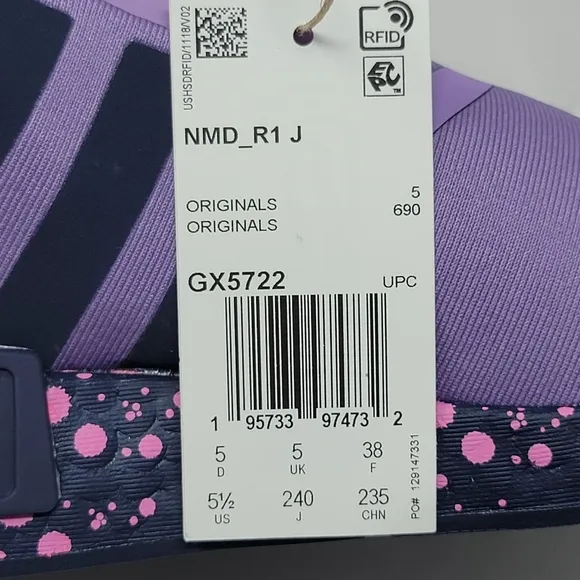 USHSDRFID/1118/V02
RFID
EPC™
NMD_R1 J
ORIGINALS 5
ORIGINALS 690
GX5722 UPC
1 95733 97473 2
5 5 38
D UK F
5½ 240 235
US J CHN
PO# 129147331